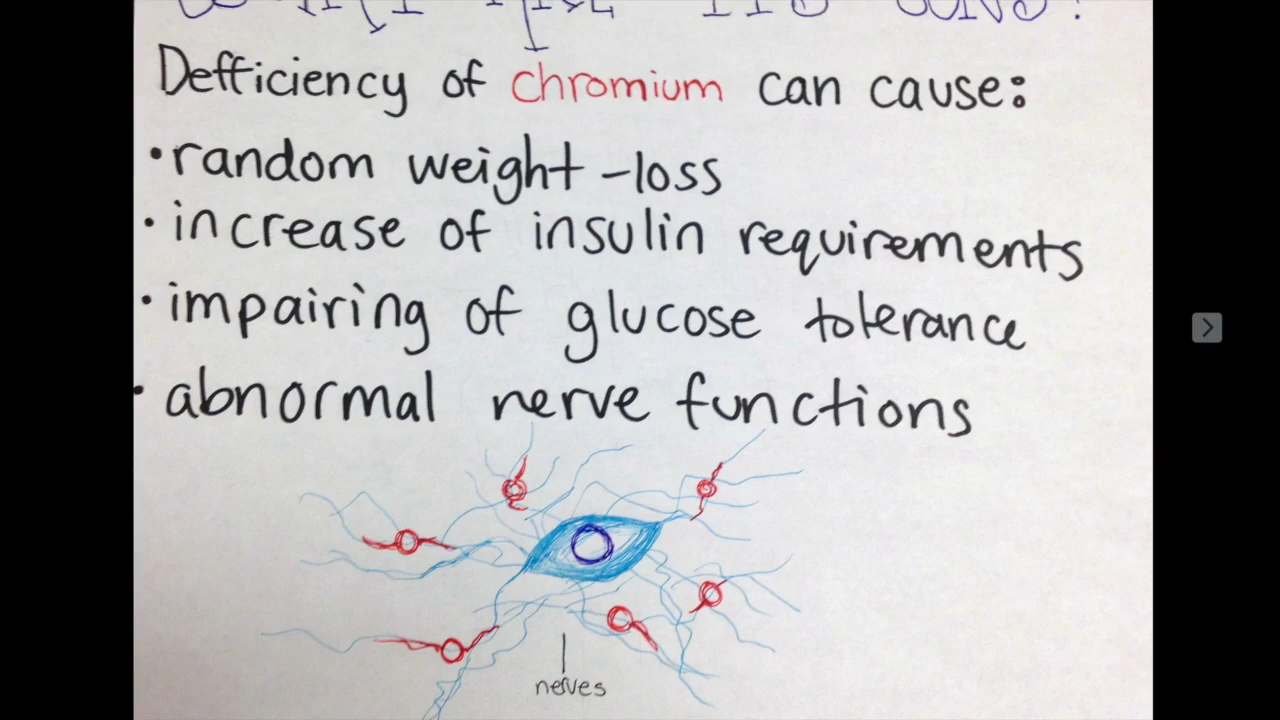 Defficiency of chromium can cause:
• random weight-loss
• increase of insulin requirements
• impairing of glucose tolerance
• abnormal nerve functions
nerves